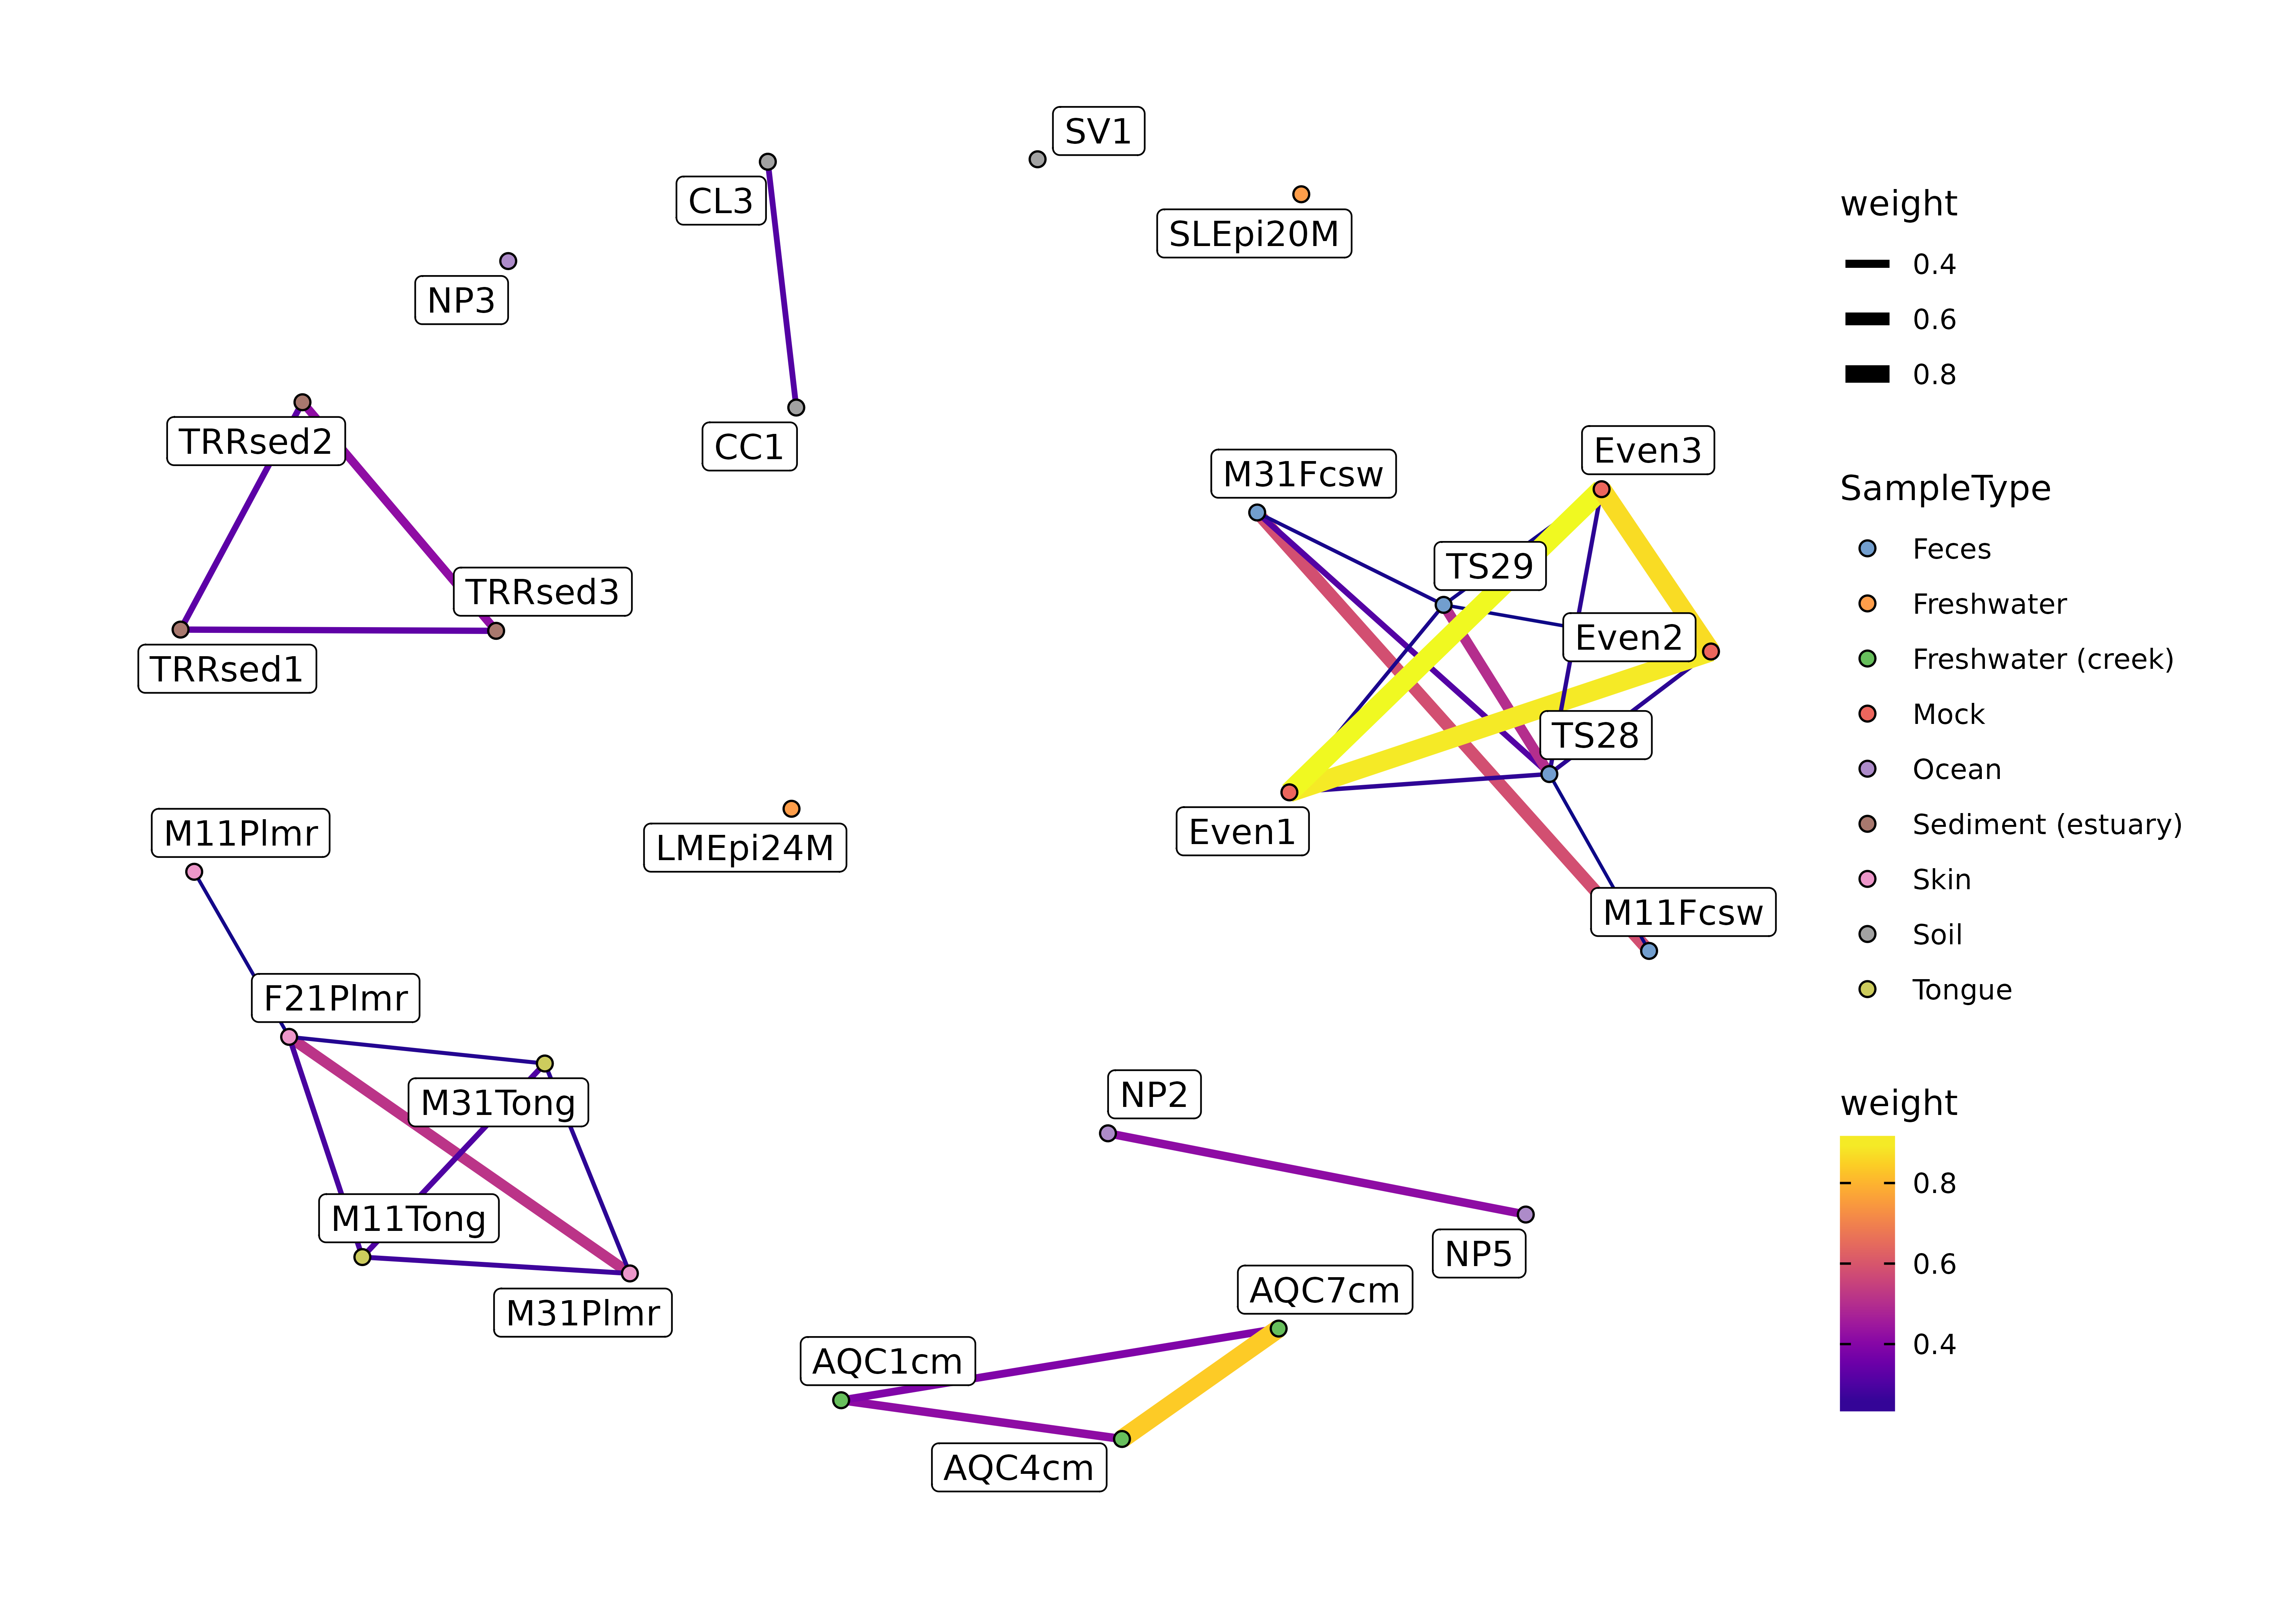 SV1
CL3
SLEpi20M
NP3
TRRsed2
CC1
TRRsed3
TRRsed1
M31Fcsw
Even3
TS29
Even2
TS28
Even1
M11Fcsw
M11Plmr
LMEpi24M
F21Plmr
M31Tong
M11Tong
M31Plmr
NP2
NP5
AQC7cm
AQC1cm
AQC4cm
weight
0.4
0.6
0.8
SampleType
Feces
Freshwater
Freshwater (creek)
Mock
Ocean
Sediment (estuary)
Skin
Soil
Tongue
weight
0.8
0.6
0.4